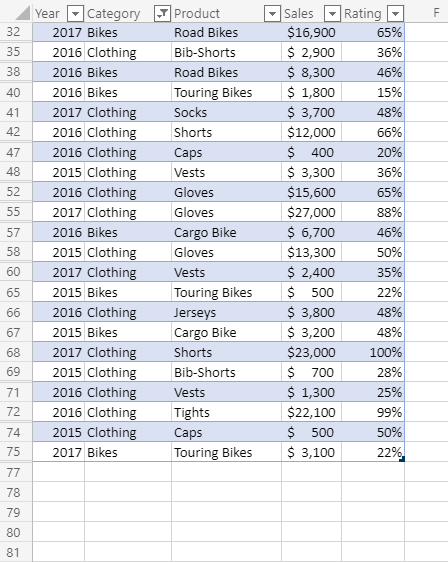 Year Category Product Sales Rating F
32 2017 Bikes Road Bikes $16,900 65%
35 2016 Clothing Bib-Shorts $ 2,900 36%
38 2016 Bikes Road Bikes $ 8,300 46%
40 2016 Bikes Touring Bikes $ 1,800 15%
41 2017 Clothing Socks $ 3,700 48%
42 2016 Clothing Shorts $12,000 66%
47 2016 Clothing Caps $ 400 20%
48 2015 Clothing Vests $ 3,300 36%
52 2016 Clothing Gloves $15,600 65%
55 2017 Clothing Gloves $27,000 88%
57 2016 Bikes Cargo Bike $ 6,700 46%
58 2015 Clothing Gloves $13,300 50%
60 2017 Clothing Vests $ 2,400 35%
65 2015 Bikes Touring Bikes $ 500 22%
66 2016 Clothing Jerseys $ 3,800 48%
67 2015 Bikes Cargo Bike $ 3,200 48%
68 2017 Clothing Shorts $23,000 100%
69 2015 Clothing Bib-Shorts $ 700 28%
71 2016 Clothing Vests $ 1,300 25%
72 2016 Clothing Tights $22,100 99%
74 2015 Clothing Caps $ 500 50%
75 2017 Bikes Touring Bikes $ 3,100 22%
77
78
79
80
81